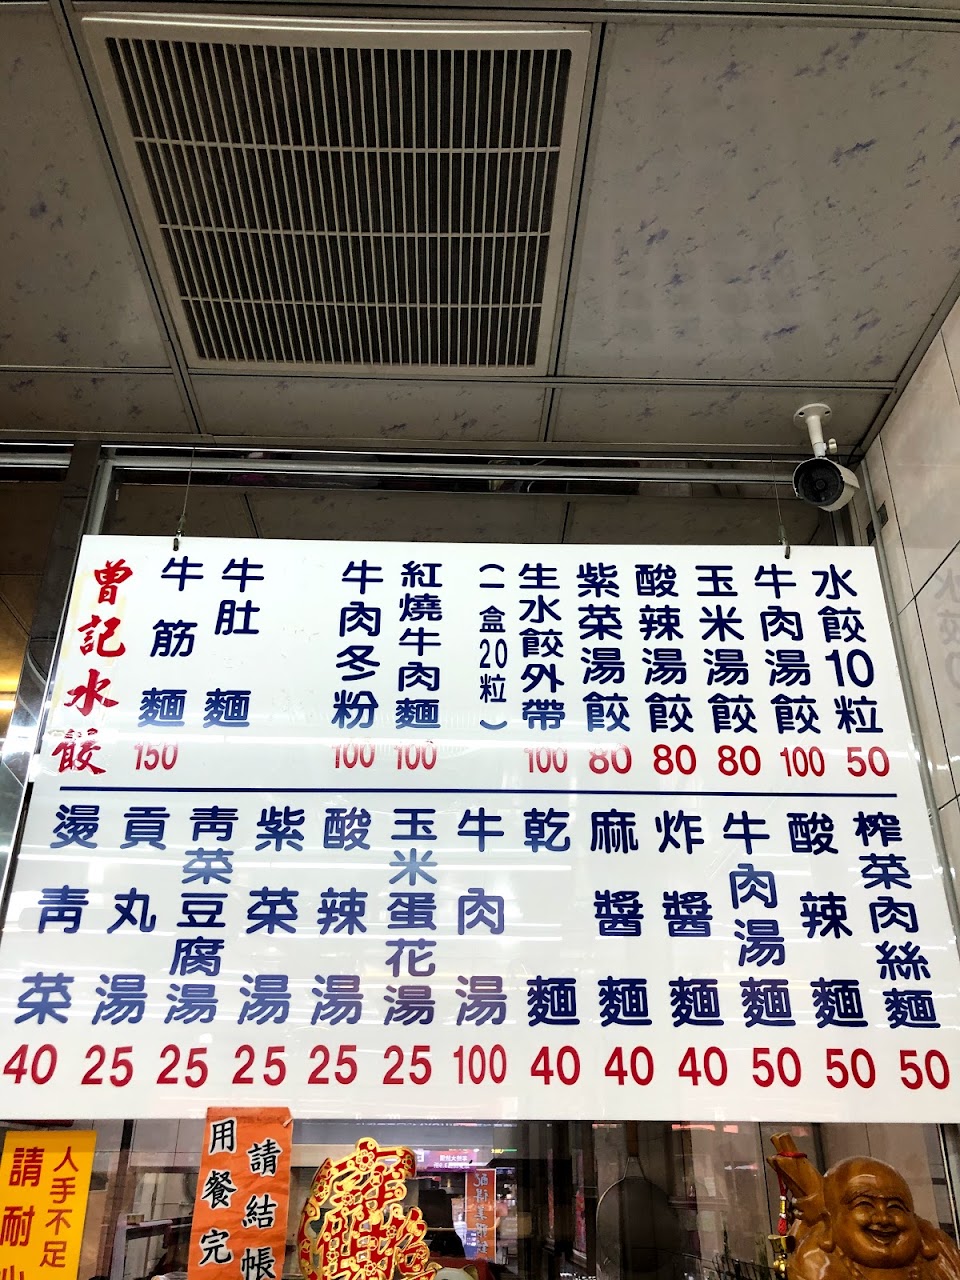 水餃10粒 50
牛肉湯餃 100
玉米湯餃 80
酸辣湯餃 80
紫菜湯餃 80
生水餃外帶 100
(一盒20粒)
紅燒牛肉麵 100
牛肉冬粉 100
牛肚麵
牛筋麵 150
曾記水餃
榨菜肉絲麵 50
酸辣麵 50
牛肉湯麵 50
炸醬麵 40
麻醬麵 40
乾麵 40
牛肉湯 100
玉米蛋花湯 25
酸辣湯 25
紫菜湯 25
青菜豆腐湯 25
貢丸湯 25
燙青菜 40
請結帳
用餐完
人手不足
請耐心